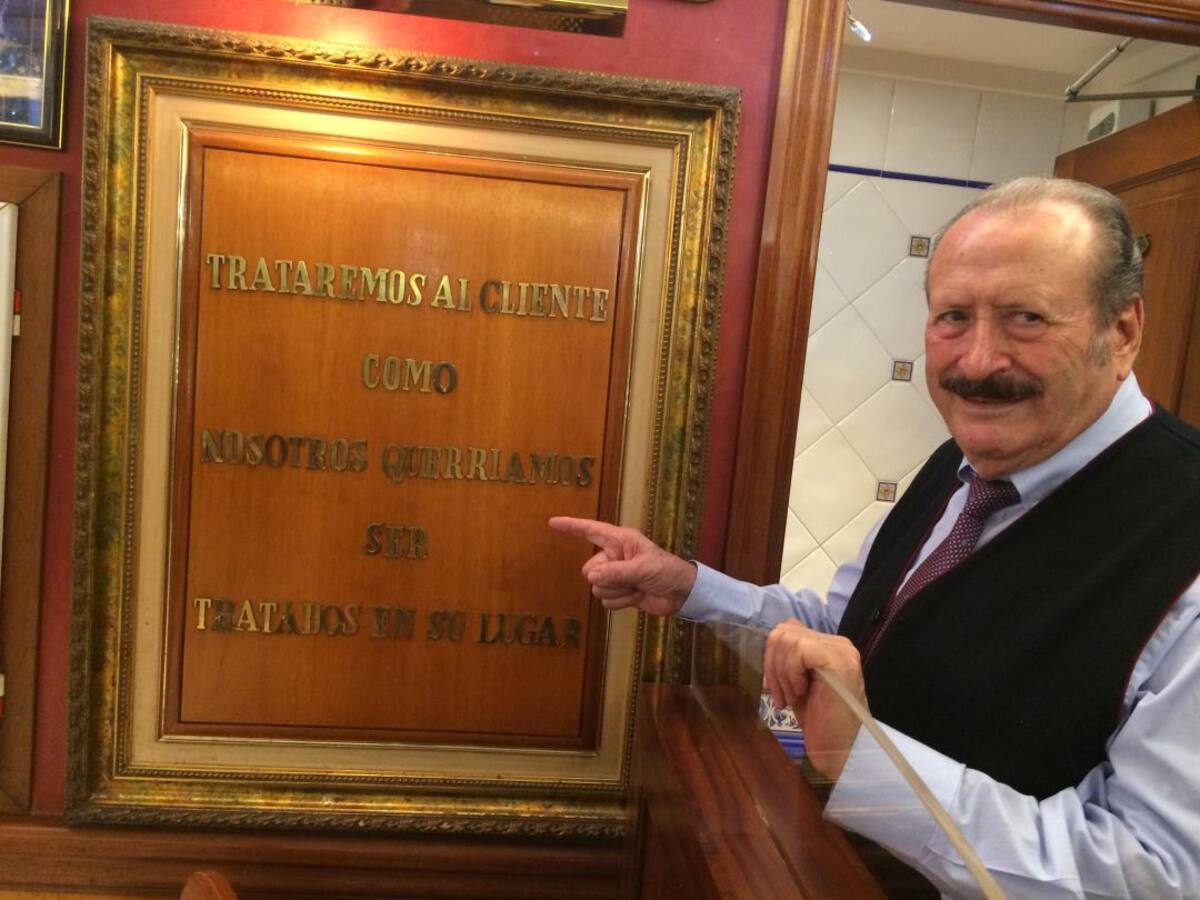 TRATAREMOS AL CLIENTE
COMO
NOSOTROS QUERRIAMOS
SER
TRATADOS EN SU LUGAR